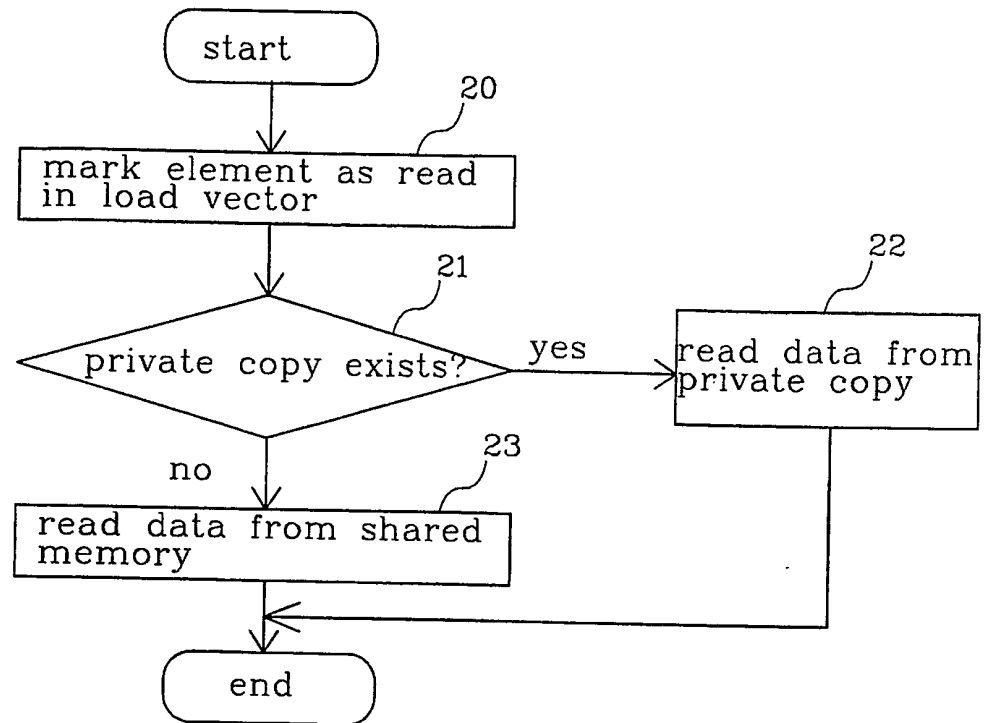 start
20
mark element as read
in load vector
21
private copy exists?
yes
22
read data from
private copy
no
23
read data from shared
memory
end